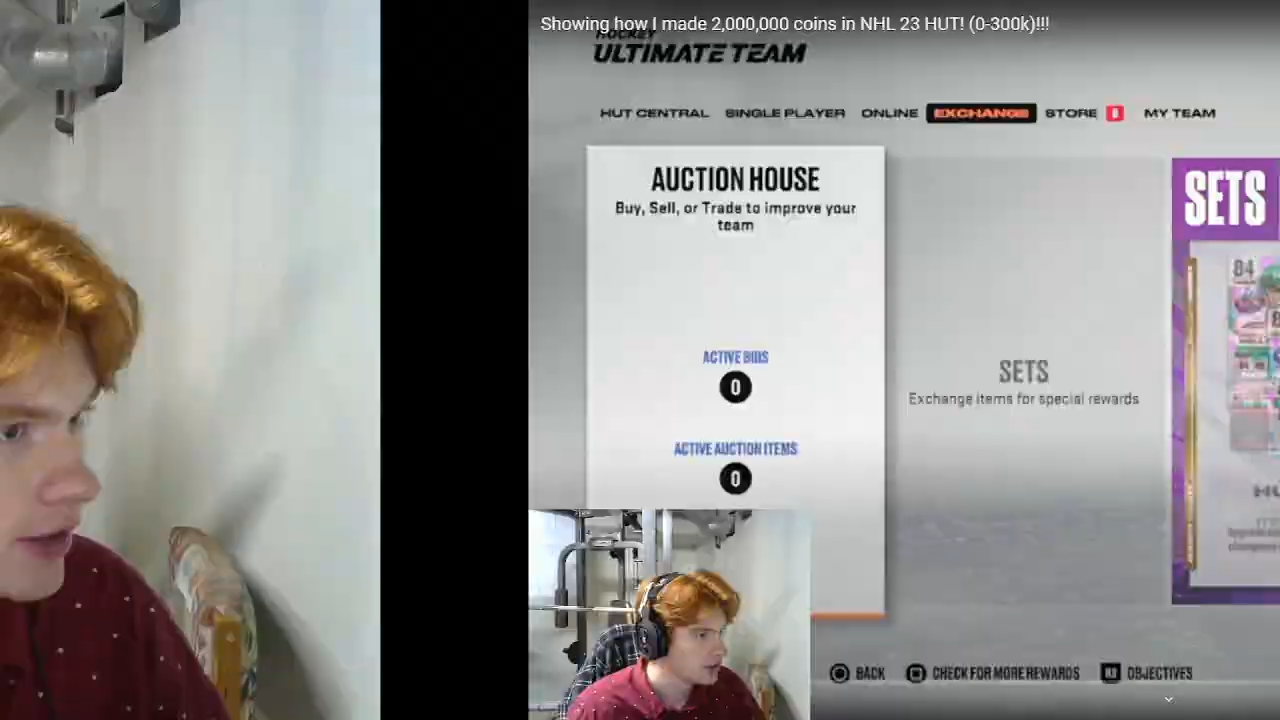 Showing how I made 2,000,000 coins in NHL 23 HUT! (0-300k)!!!
HOCKEY
ULTIMATE TEAM
HUT CENTRAL SINGLE PLAYER ONLINE EXCHANGE STORE MY TEAM
AUCTION HOUSE
Buy, Sell, or Trade to improve your
team
ACTIVE BIDS
0
ACTIVE AUCTION ITEMS
0
SETS
Exchange items for special rewards
SETS
84
BACK CHECK FOR MORE REWARDS OBJECTIVES